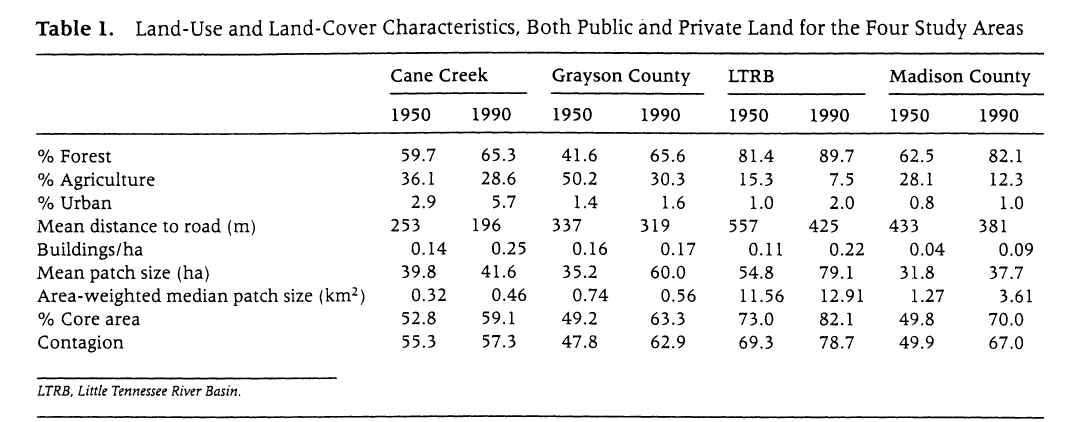 Table 1. Land-Use and Land-Cover Characteristics, Both Public and Private Land for the Four Study Areas
Cane Creek Grayson County LTRB Madison County
1950 1990 1950 1990 1950 1990 1950 1990
% Forest 59.7 65.3 41.6 65.6 81.4 89.7 62.5 82.1
% Agriculture 36.1 28.6 50.2 30.3 15.3 7.5 28.1 12.3
% Urban 2.9 5.7 1.4 1.6 1.0 2.0 0.8 1.0
Mean distance to road (m) 253 196 337 319 557 425 433 381
Buildings/ha 0.14 0.25 0.16 0.17 0.11 0.22 0.04 0.09
Mean patch size (ha) 39.8 41.6 35.2 60.0 54.8 79.1 31.8 37.7
Area-weighted median patch size (km²) 0.32 0.46 0.74 0.56 11.56 12.91 1.27 3.61
% Core area 52.8 59.1 49.2 63.3 73.0 82.1 49.8 70.0
Contagion 55.3 57.3 47.8 62.9 69.3 78.7 49.9 67.0
LTRB, Little Tennessee River Basin.